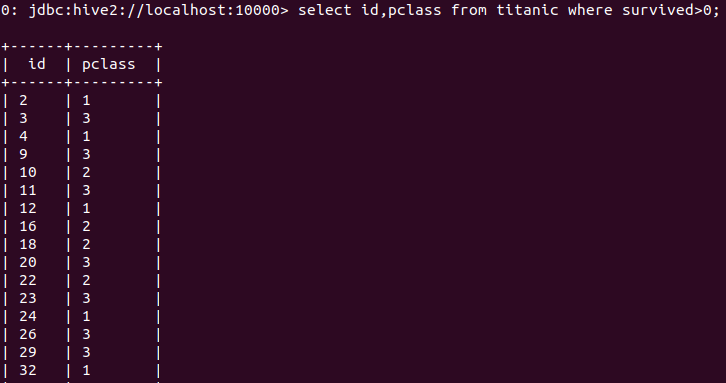 0: jdbc:hive2://localhost:10000> select id,pclass from titanic where survived>0;
+------+---------+
|  id  | pclass  |
+------+---------+
| 2    | 1       |
| 3    | 3       |
| 4    | 1       |
| 9    | 3       |
| 10   | 2       |
| 11   | 3       |
| 12   | 1       |
| 16   | 2       |
| 18   | 2       |
| 20   | 3       |
| 22   | 2       |
| 23   | 3       |
| 24   | 1       |
| 26   | 3       |
| 29   | 3       |
| 32   | 1       |